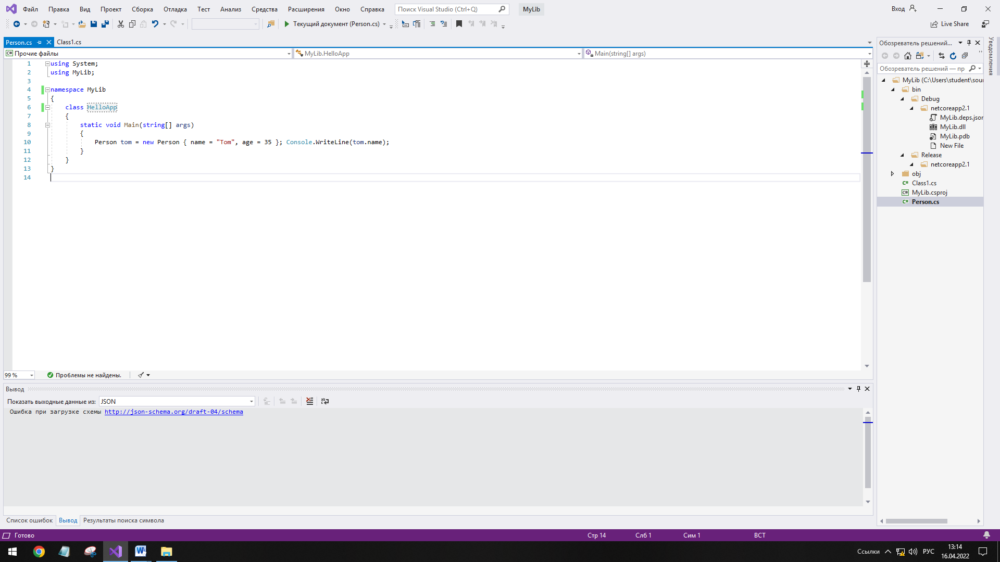 Файл Правка Вид Проект Сборка Отладка Тест Анализ Средства Расширения Окно Справка Поиск Visual Studio (Ctrl+Q) MyLib Вход
Текущий документ (Person.cs) Live Share
Person.cs Class1.cs
Прочие файлы MyLib.HelloApp Main(string[] args)
1 using System;
2 using MyLib;
3
4 namespace MyLib
5 {
6 class HelloApp
7 {
8 static void Main(string[] args)
9 {
10 Person tom = new Person { name = "Tom", age = 35 }; Console.WriteLine(tom.name);
11 }
12 }
13 }
14
99 % Проблемы не найдены.
Вывод
Показать выходные данные из: JSON
Ошибка при загрузке схемы http://json-schema.org/draft-04/schema
Список ошибок Вывод Результаты поиска символа
Обозреватель решений...
Обозреватель решений — пр
MyLib (C:\Users\student\sour
bin
Debug
netcoreapp2.1
MyLib.deps.jsor
MyLib.dll
MyLib.pdb
New File
Release
netcoreapp2.1
obj
Class1.cs
MyLib.csproj
Person.cs
Уведомления
Готово Стр 14 Слб 1 Сим 1 ВСТ
Ссылки РУС 13:14
16.04.2022